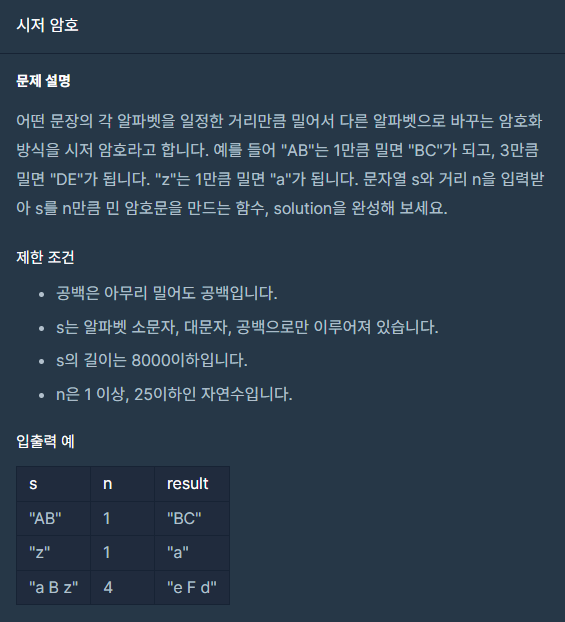 시저 암호
문제 설명
어떤 문장의 각 알파벳을 일정한 거리만큼 밀어서 다른 알파벳으로 바꾸는 암호화
방식을 시저 암호라고 합니다. 예를 들어 "AB"는 1만큼 밀면 "BC"가 되고, 3만큼
밀면 "DE"가 됩니다. "z"는 1만큼 밀면 "a"가 됩니다. 문자열 s와 거리 n을 입력받
아 s를 n만큼 민 암호문을 만드는 함수, solution을 완성해 보세요.
제한 조건
• 공백은 아무리 밀어도 공백입니다.
• s는 알파벳 소문자, 대문자, 공백으로만 이루어져 있습니다.
• s의 길이는 8000이하입니다.
• n은 1 이상, 25이하인 자연수입니다.
입출력 예
s n result
"AB" 1 "BC"
"z" 1 "a"
"a B z" 4 "e F d"